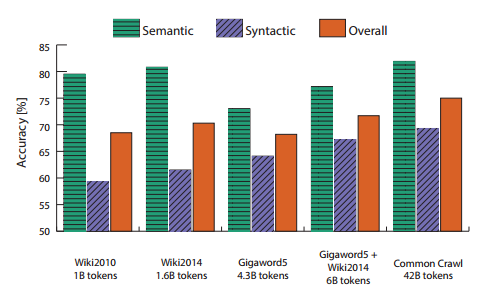 Semantic Syntactic Overall
Accuracy [%]
85
80
75
70
65
60
55
50
Wiki2010
1B tokens
Wiki2014
1.6B tokens
Gigaword5
4.3B tokens
Gigaword5 +
Wiki2014
6B tokens
Common Crawl
42B tokens